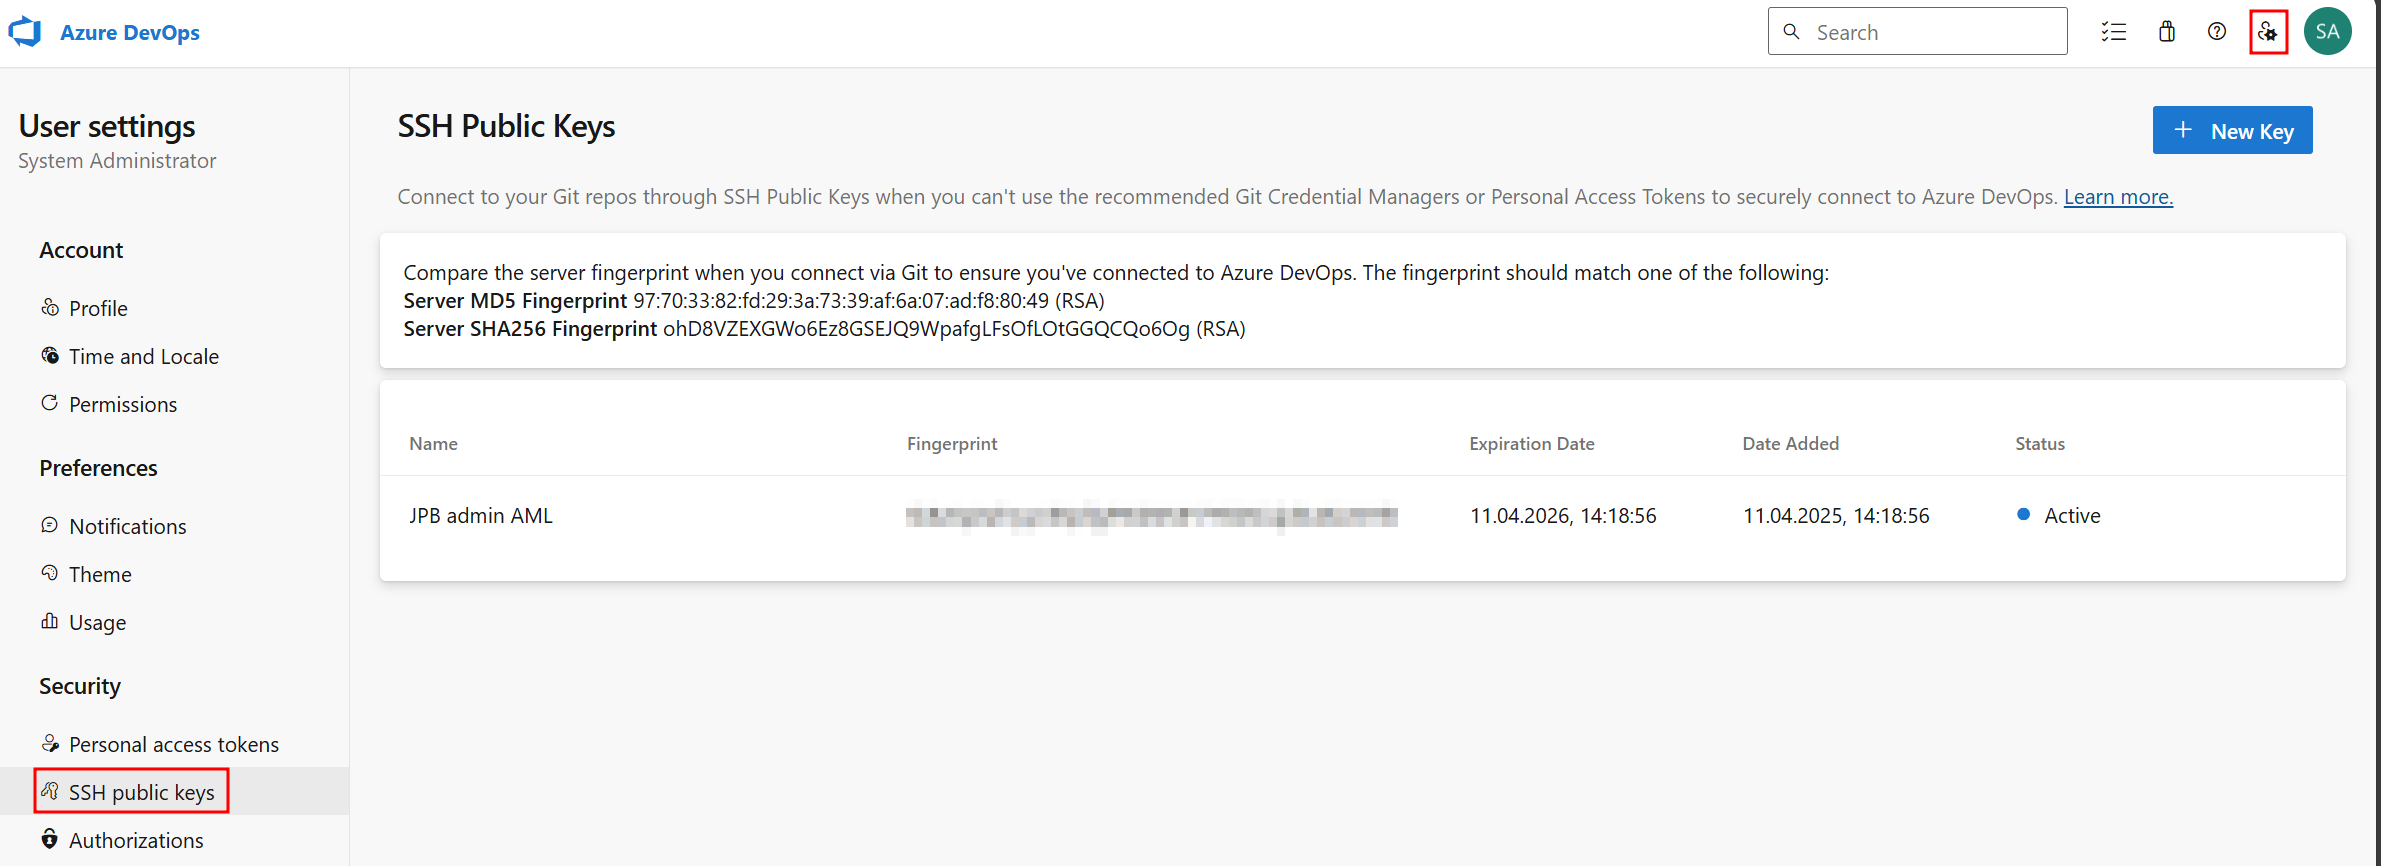 Azure DevOps
Search
SA
User settings
System Administrator
Account
Profile
Time and Locale
Permissions
Preferences
Notifications
Theme
Usage
Security
Personal access tokens
SSH public keys
Authorizations
SSH Public Keys
+ New Key
Connect to your Git repos through SSH Public Keys when you can't use the recommended Git Credential Managers or Personal Access Tokens to securely connect to Azure DevOps. Learn more.
Compare the server fingerprint when you connect via Git to ensure you've connected to Azure DevOps. The fingerprint should match one of the following:
Server MD5 Fingerprint 97:70:33:82:fd:29:3a:73:39:af:6a:07:ad:f8:80:49 (RSA)
Server SHA256 Fingerprint ohD8VZEXGWo6Ez8GSEJQ9WpafgLFsOfLOtGGQCQo6Og (RSA)
Name Fingerprint Expiration Date Date Added Status
JPB admin AML 11.04.2026, 14:18:56 11.04.2025, 14:18:56 Active